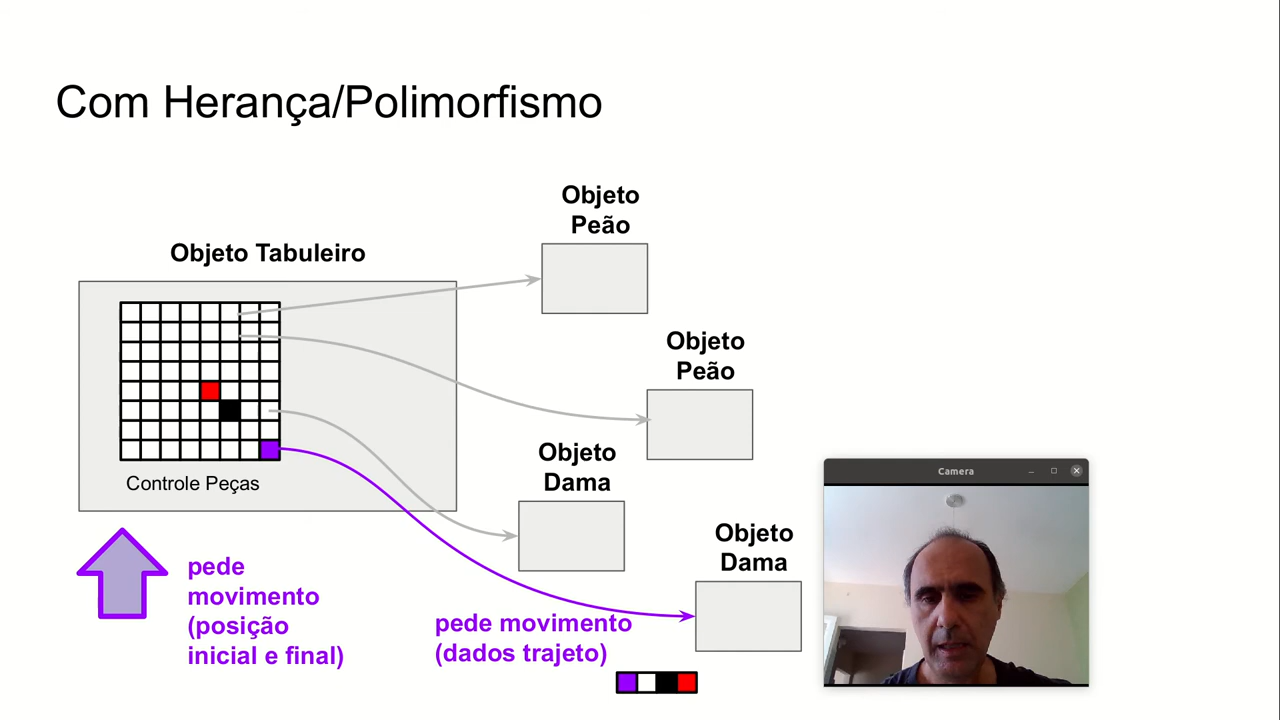 Com Herança/Polimorfismo
Objeto
Peão
Objeto Tabuleiro
Objeto
Peão
Objeto
Dama
Controle Peças
Objeto
Dama
Camera
pede
movimento
(posição
inicial e final)
pede movimento
(dados trajeto)